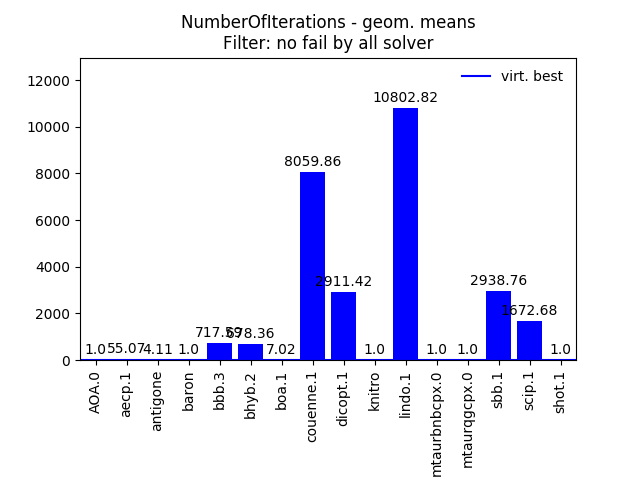 NumberOfIterations - geom. means
Filter: no fail by all solver
virt. best
12000
10000
8000
6000
4000
2000
0
1.0
55.07
4.11
1.0
717.59
678.36
7.02
8059.86
2911.42
1.0
10802.82
1.0
1.0
2938.76
1672.68
1.0
AOA.0
aecp.1
antigone
baron
bbb.3
bhyb.2
boa.1
couenne.1
dicopt.1
knitro
lindo.1
mtaurbnbcpx.0
mtaurqgcpx.0
sbb.1
scip.1
shot.1